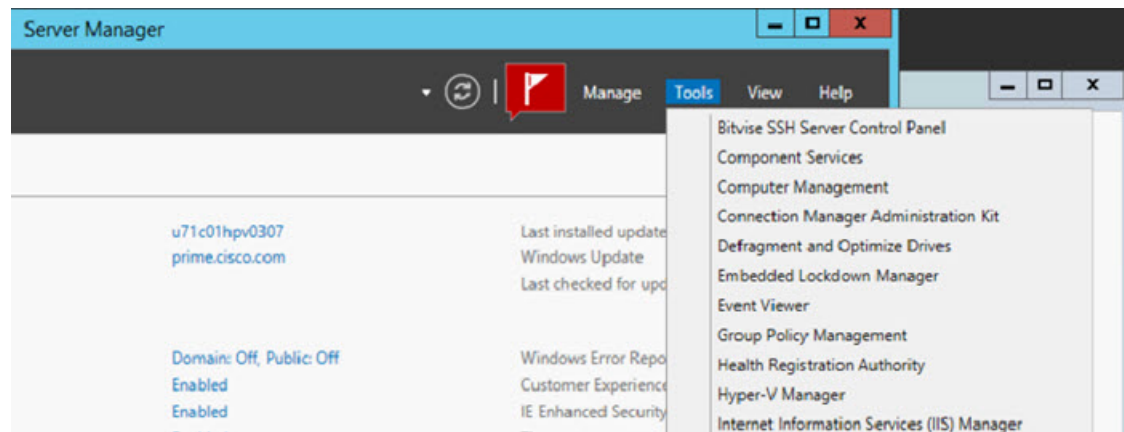 Server Manager
Manage Tools View Help
Bitvise SSH Server Control Panel
Component Services
Computer Management
Connection Manager Administration Kit
Defragment and Optimize Drives
Embedded Lockdown Manager
Event Viewer
Group Policy Management
Health Registration Authority
Hyper-V Manager
Internet Information Services (IIS) Manager
u71c01hpv0307 Last installed update
prime.cisco.com Windows Update
Last checked for upd
Domain: Off, Public: Off Windows Error Repo
Enabled Customer Experience
Enabled IE Enhanced Security